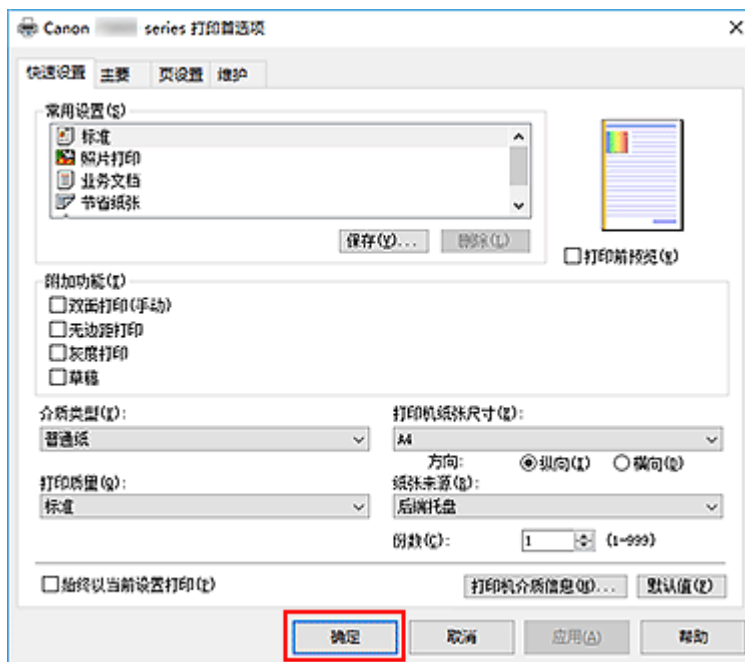 Canon series 打印首选项
快速设置 主要 页设置 维护
常用设置(S)
标准
照片打印
业务文档
节省纸张
保存(V)... 删除(L)
打印前预览(W)
附加功能(I)
双面打印(手动)
无边距打印
灰度打印
草稿
介质类型(Y): 打印机纸张尺寸(Z):
普通纸 A4
方向: 纵向(I) 横向(D)
打印质量(Q): 纸张来源(B):
标准 后端托盘
份数(C): 1 (1-999)
始终以当前设置打印(P)
打印机介质信息(M)... 默认值(Z)
确定 取消 应用(A) 帮助